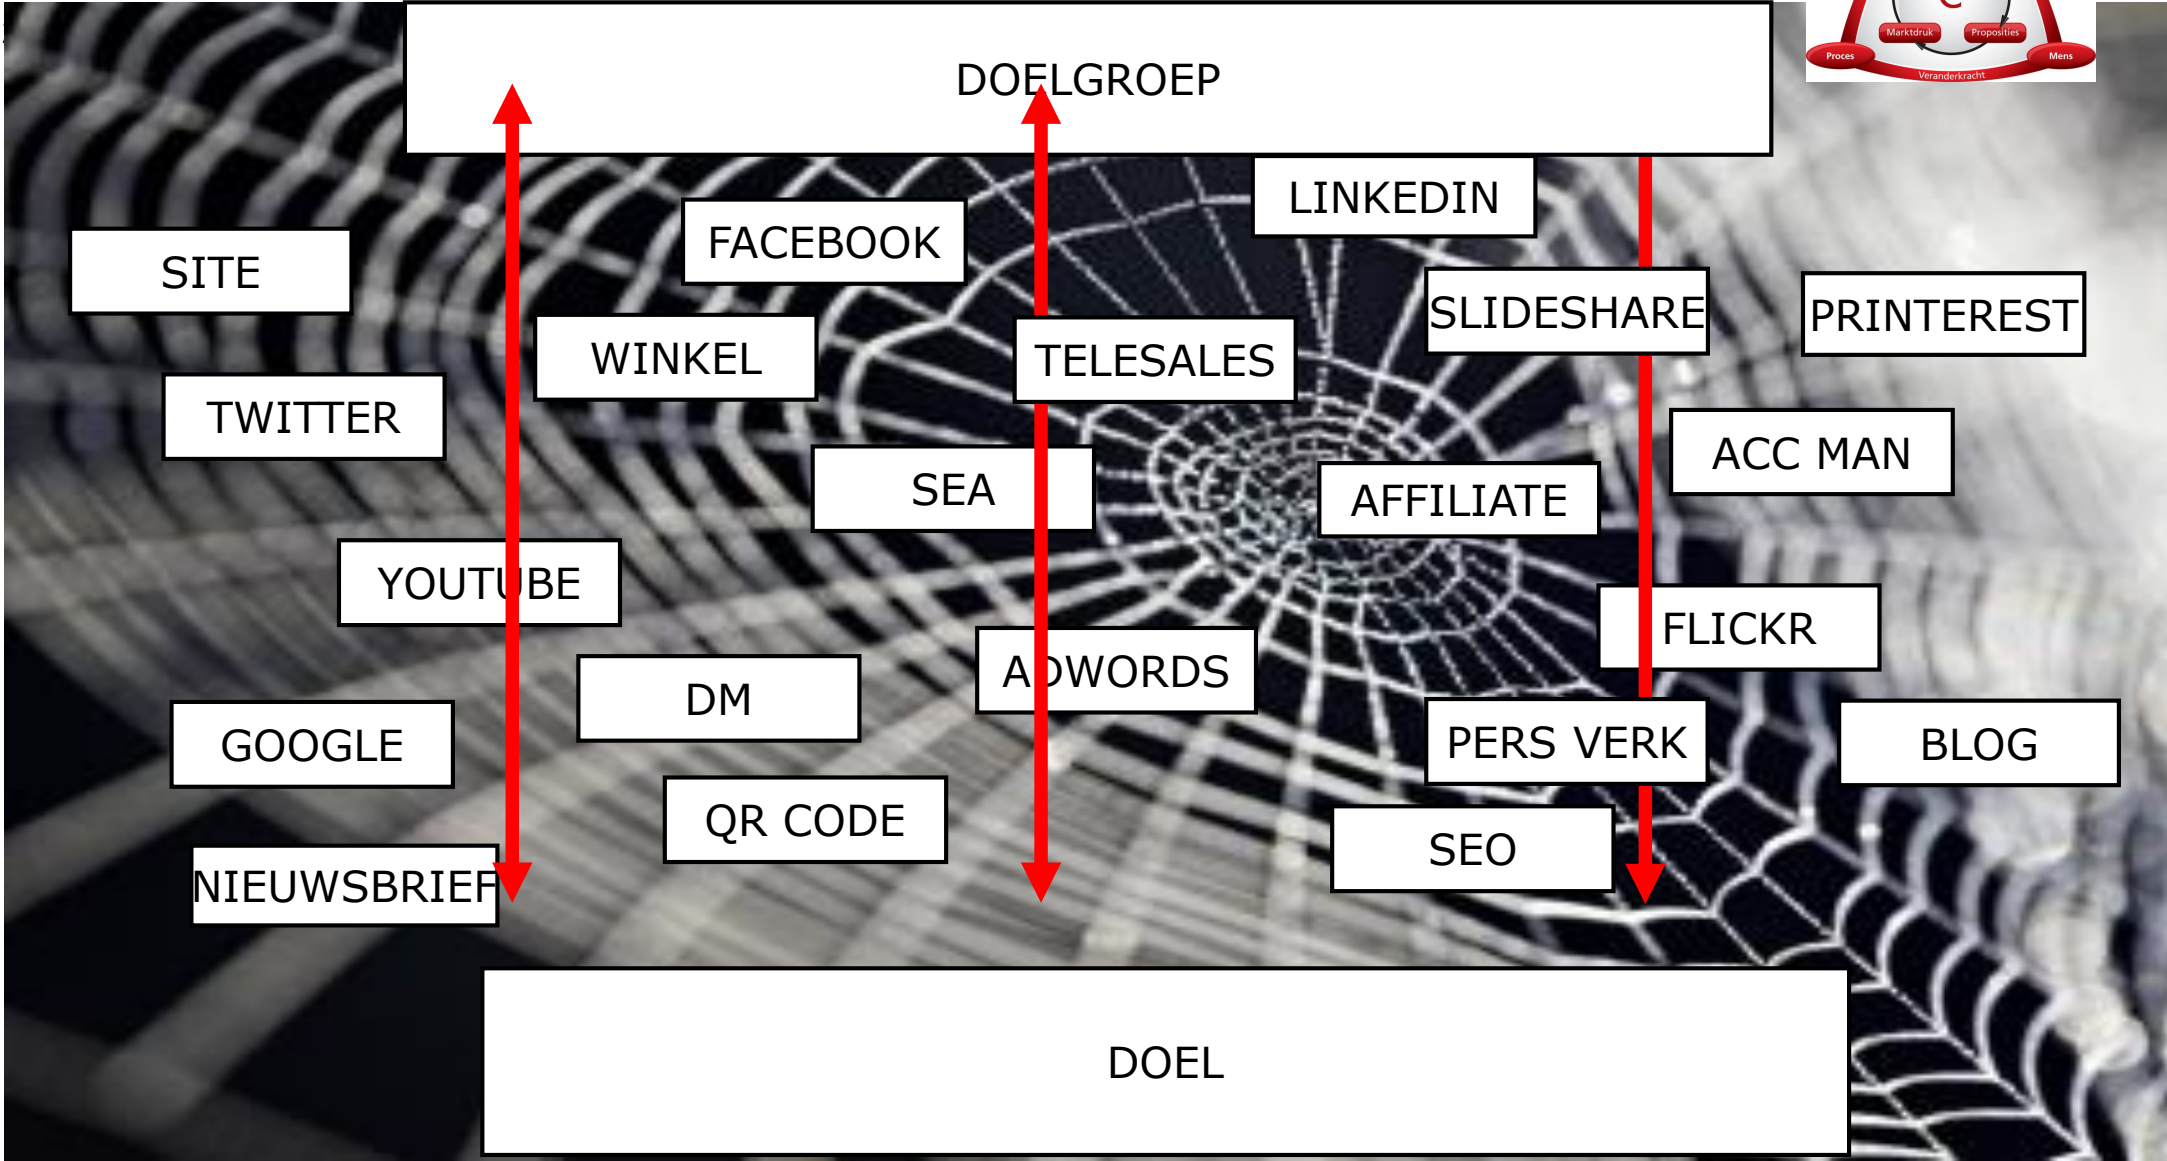 DOELGROEP
C
Marktdruk
Proposities
Proces
Mens
Veranderkracht
LINKEDIN
FACEBOOK
SITE
SLIDESHARE
PRINTEREST
WINKEL
TELESALES
TWITTER
ACC MAN
SEA
AFFILIATE
YOUTUBE
FLICKR
ADWORDS
DM
GOOGLE
PERS VERK
BLOG
QR CODE
SEO
NIEUWSBRIEF
DOEL